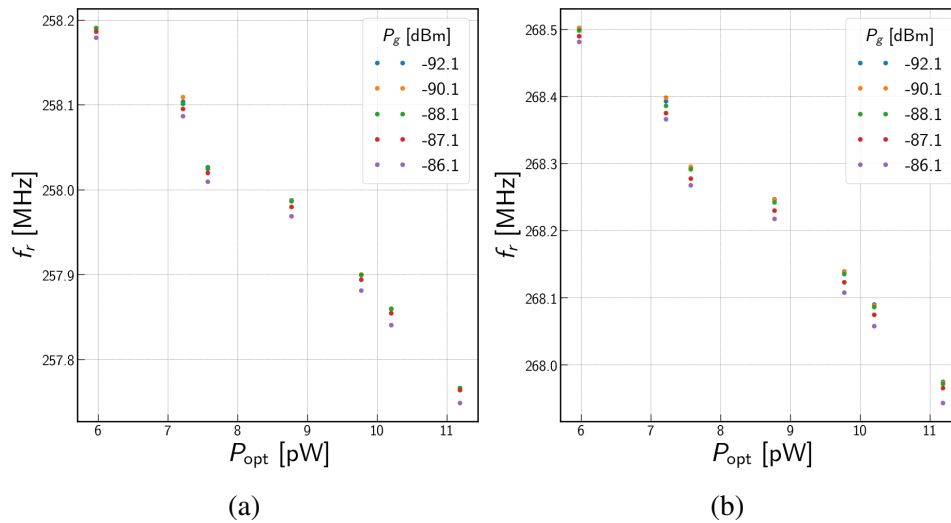 258.2
258.1
258.0
257.9
257.8
f_r [MHz]
6 7 8 9 10 11
P_opt [pW]
P_g [dBm]
-92.1
-90.1
-88.1
-87.1
-86.1
(a)
268.5
268.4
268.3
268.2
268.1
268.0
f_r [MHz]
6 7 8 9 10 11
P_opt [pW]
P_g [dBm]
-92.1
-90.1
-88.1
-87.1
-86.1
(b)